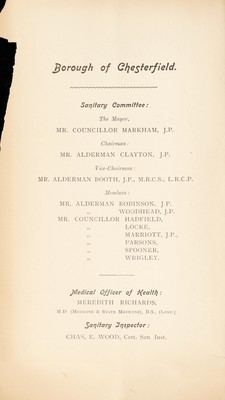 Borough of Chesterfield.
Sanitary Committee:
The Mayor,
MR. COUNCILLOR MARKHAM, J.P.
Chairman:
MR. ALDERMAN CLAYTON, J.P.
Vice-Chairman:
MR. ALDERMAN BOOTH, J.P., M.R.C.S., L.R.C.P.
Members:
MR. ALDERMAN ROBINSON, J.P.
„ WOODHEAD, J.P.
MR. COUNCILLOR HADFIELD,
„ LOCKE,
„ MARRIOTT, J.P.,
„ PARSONS,
„ SPOONER,
„ WRIGLEY.
Medical Officer of Health:
MEREDITH RICHARDS,
M.D. (Medicine & State Medicine), B.S., (Lond.)
Sanitary Inspector:
CHAS. E. WOOD, Cert. San. Inst.